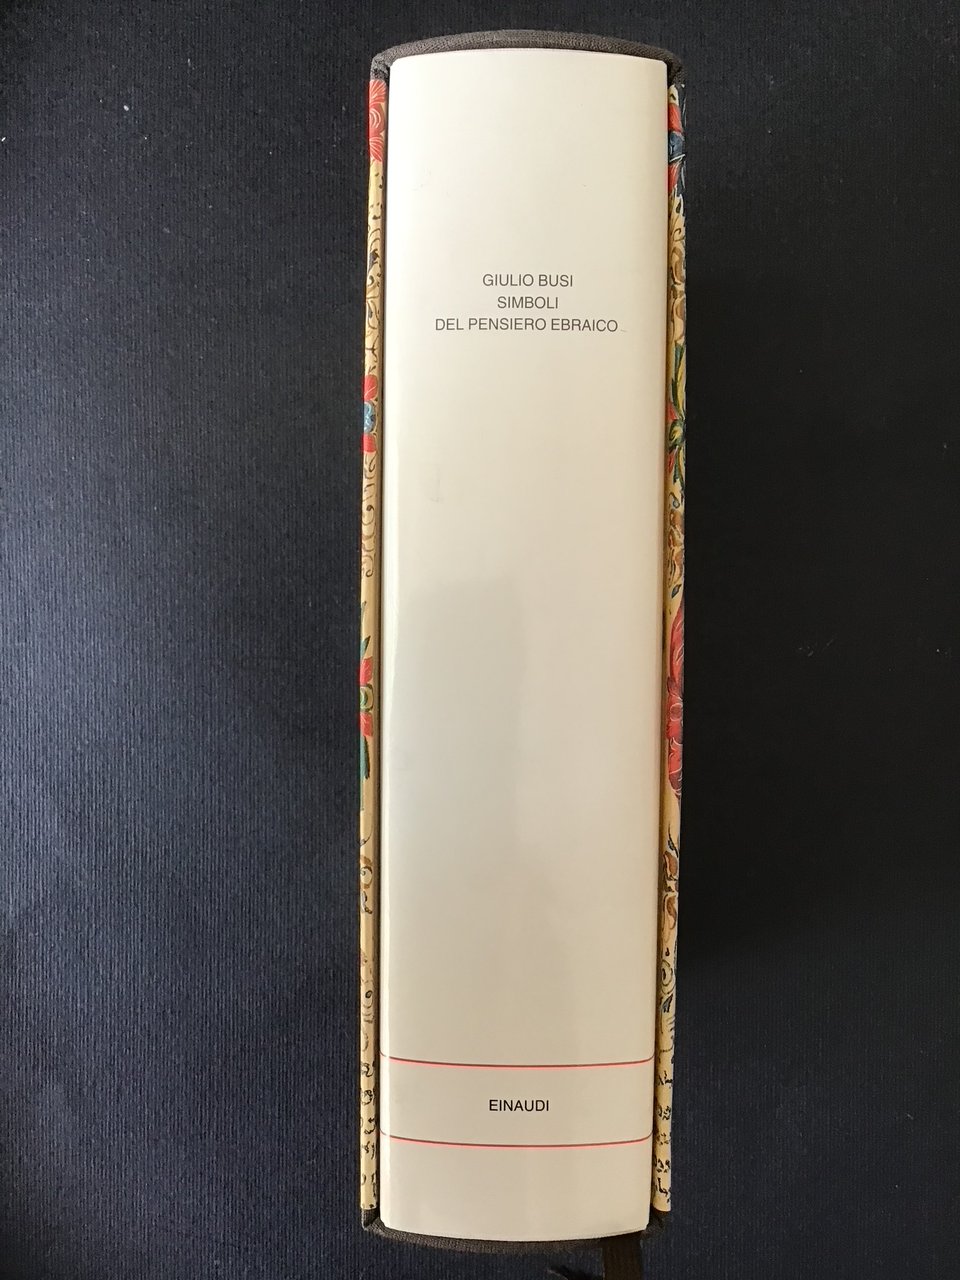 GIULIO BUSI
SIMBOLI
DEL PENSIERO EBRAICO
EINAUDI